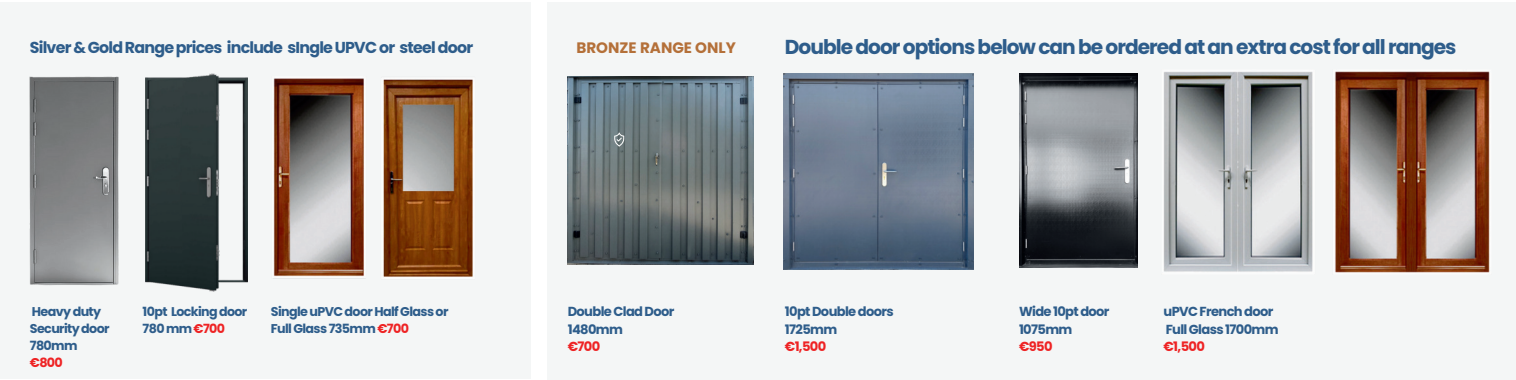 Silver & Gold Range prices include sIngle UPVC or steel door
Heavy duty
Security door
780mm
€800
10pt Locking door
780 mm €700
Single uPVC door Half Glass or
Full Glass 735mm €700
BRONZE RANGE ONLY
Double door options below can be ordered at an extra cost for all ranges
Double Clad Door
1480mm
€700
10pt Double doors
1725mm
€1,500
Wide 10pt door
1075mm
€950
uPVC French door
Full Glass 1700mm
€1,500